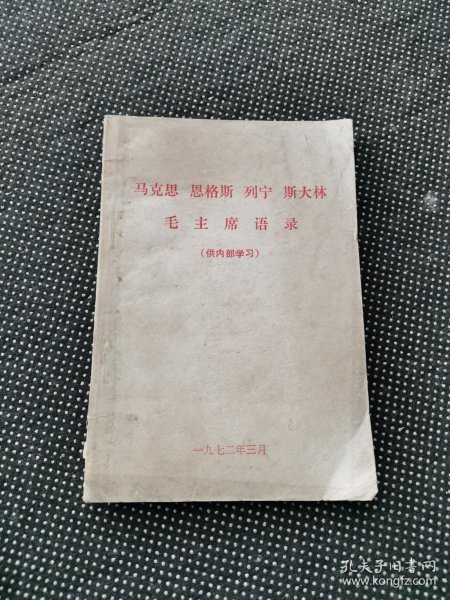 马克思 恩格斯 列宁 斯大林
毛主席语录
（供内部学习）
一九七二年三月
孔夫子旧书网
www.kongfz.com